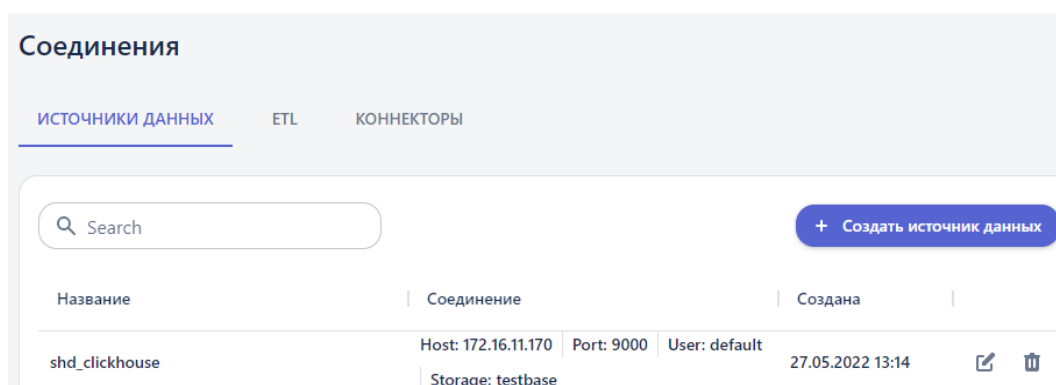 Соединения
ИСТОЧНИКИ ДАННЫХ ETL КОННЕКТОРЫ
Search + Создать источник данных
Название Соединение Создана
Host: 172.16.11.170 Port: 9000 User: default
shd_clickhouse 27.05.2022 13:14
Storage: testbase